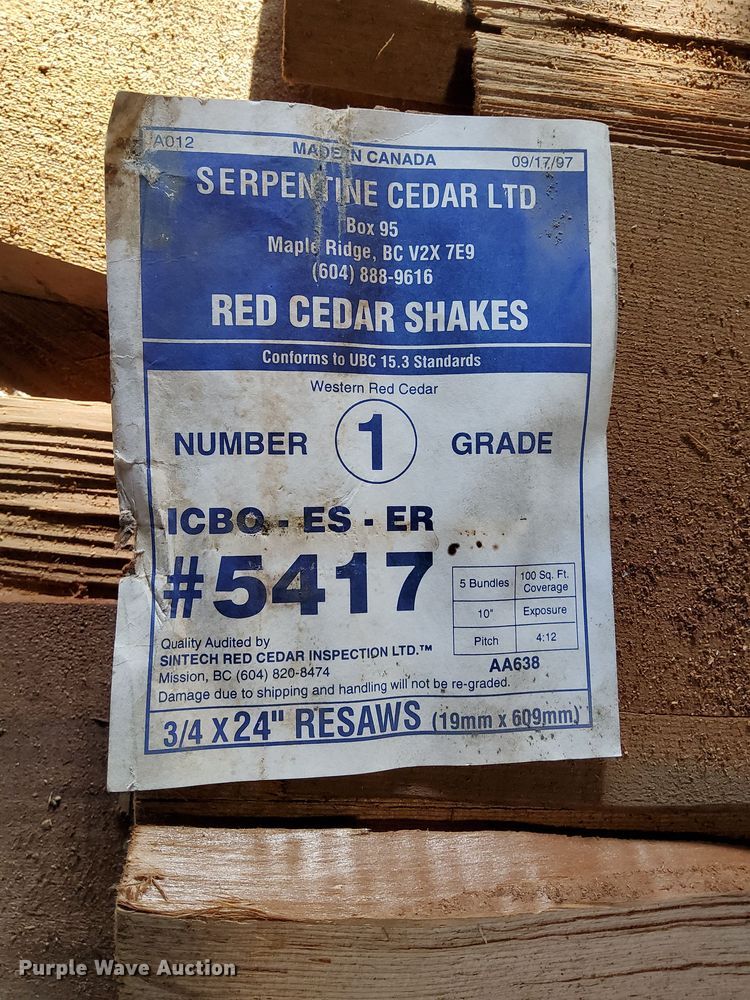 A012
MADE IN CANADA
09/17/97
SERPENTINE CEDAR LTD
Box 95
Maple Ridge, BC V2X 7E9
(604) 888-9616
RED CEDAR SHAKES
Conforms to UBC 15.3 Standards
Western Red Cedar
NUMBER 1 GRADE
ICBO - ES - ER
#5417
5 Bundles 100 Sq. Ft. Coverage
10" Exposure
Pitch 4:12
AA638
Quality Audited by
SINTECH RED CEDAR INSPECTION LTD.™
Mission, BC (604) 820-8474
Damage due to shipping and handling will not be re-graded.
3/4 X 24" RESAWS (19mm x 609mm)
Purple Wave Auction